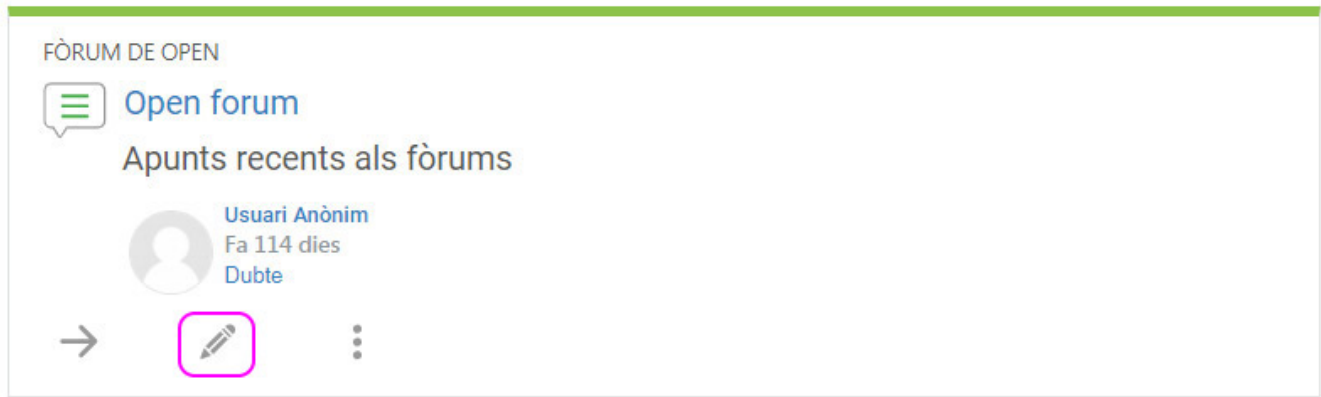 FÒRUM DE OPEN
Open forum
Apunts recents als fòrums
Usuari Anònim
Fa 114 dies
Dubte